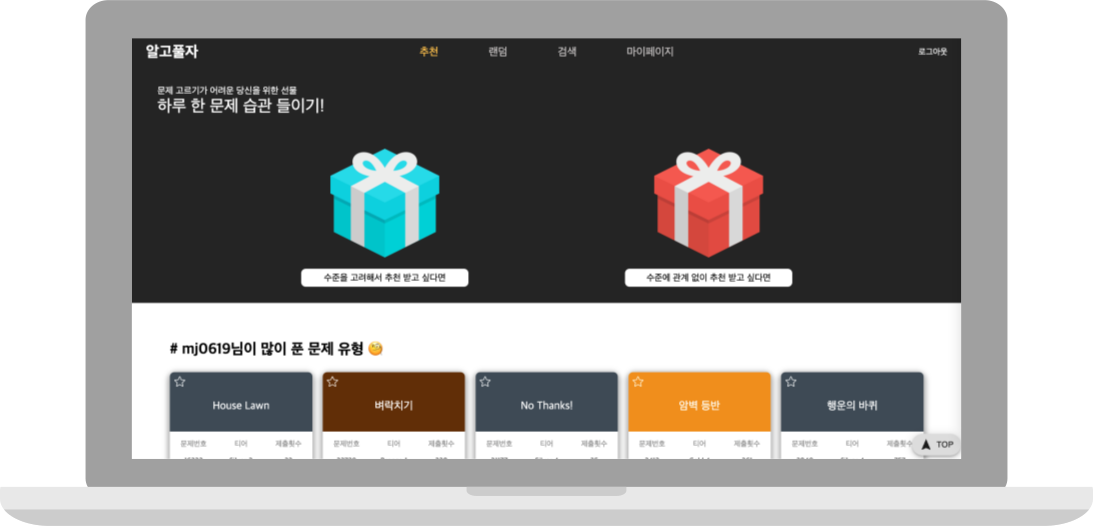 알고풀자
추천 랜덤 검색 마이페이지 로그아웃
문제 고르기가 어려운 당신을 위한 선물
하루 한 문제 습관 들이기!
수준을 고려해서 추천 받고 싶다면
수준에 관계 없이 추천 받고 싶다면
# mj0619님이 많이 푼 문제 유형
House Lawn
벼락치기
No Thanks!
암벽 등반
행운의 바퀴
문제번호 티어 제출횟수
문제번호 티어 제출횟수
문제번호 티어 제출횟수
문제번호 티어 제출횟수
문제번호 티어 제출횟수
TOP